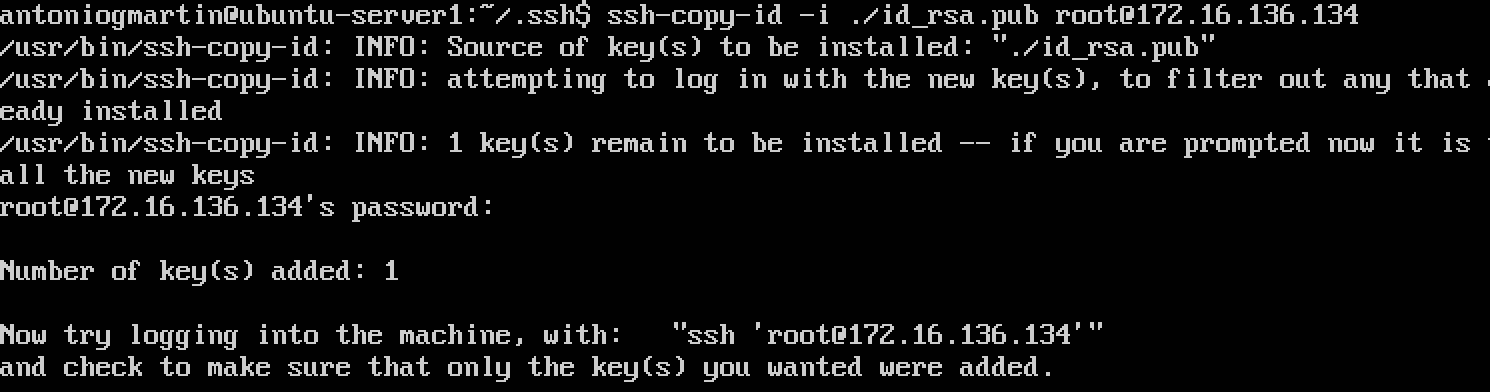 antoniogmartin@ubuntu-server1:~/.ssh$ ssh-copy-id -i ./id_rsa.pub root@172.16.136.134
/usr/bin/ssh-copy-id: INFO: Source of key(s) to be installed: "./id_rsa.pub"
/usr/bin/ssh-copy-id: INFO: attempting to log in with the new key(s), to filter out any that
eady installed
/usr/bin/ssh-copy-id: INFO: 1 key(s) remain to be installed -- if you are prompted now it is
all the new keys
root@172.16.136.134's password:
Number of key(s) added: 1
Now try logging into the machine, with:   "ssh 'root@172.16.136.134'"
and check to make sure that only the key(s) you wanted were added.